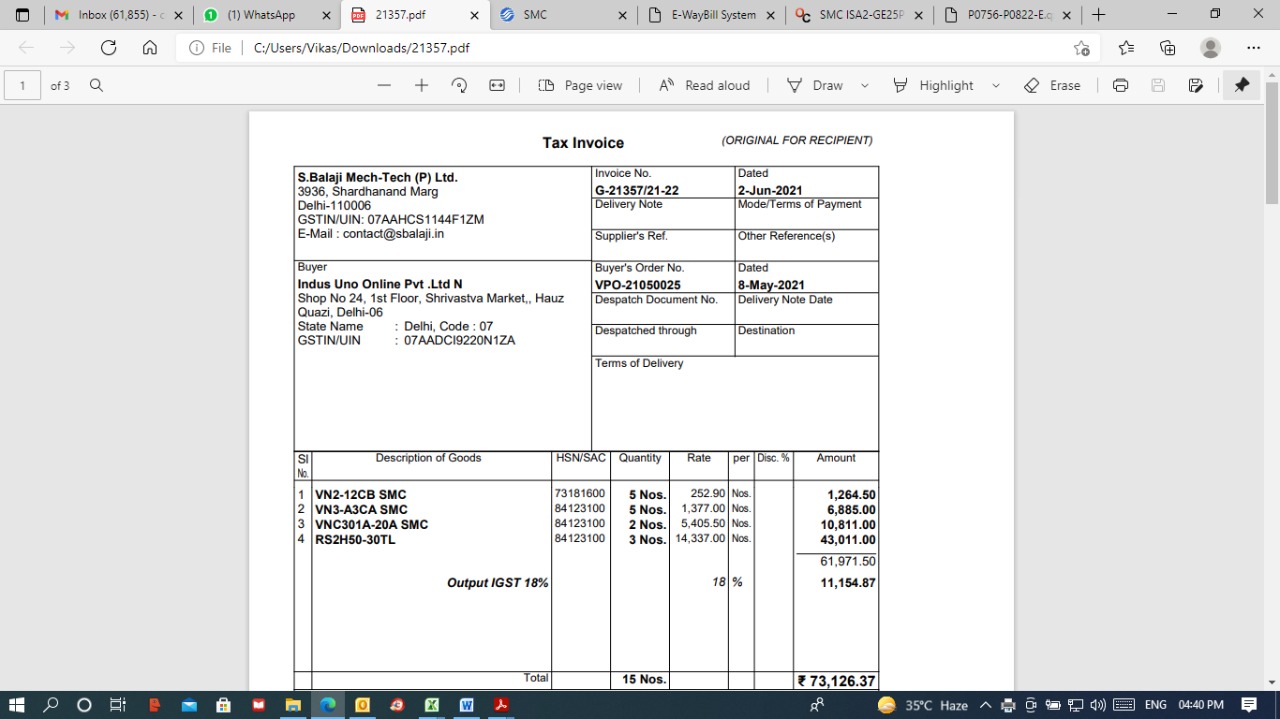 Inbox (61,855) - c
(1) WhatsApp
21357.pdf
SMC
E-WayBill System
SMC ISA2-GE25P
P0756-P0822-E.q
File C:/Users/Vikas/Downloads/21357.pdf
1 of 3
Page view
Read aloud
Draw
Highlight
Erase
Tax Invoice
(ORIGINAL FOR RECIPIENT)
S.Balaji Mech-Tech (P) Ltd.
3936, Shardhanand Marg
Delhi-110006
GSTIN/UIN: 07AAHCS1144F1ZM
E-Mail : contact@sbalaji.in
Invoice No.
G-21357/21-22
Dated
2-Jun-2021
Delivery Note
Mode/Terms of Payment
Supplier's Ref.
Other Reference(s)
Buyer
Indus Uno Online Pvt .Ltd N
Shop No 24, 1st Floor, Shrivastva Market,, Hauz
Quazi, Delhi-06
State Name : Delhi, Code : 07
GSTIN/UIN : 07AADCI9220N1ZA
Buyer's Order No.
VPO-21050025
Dated
8-May-2021
Despatch Document No.
Delivery Note Date
Despatched through
Destination
Terms of Delivery
Sl No. Description of Goods HSN/SAC Quantity Rate per Disc. % Amount
1 VN2-12CB SMC 73181600 5 Nos. 252.90 Nos. 1,264.50
2 VN3-A3CA SMC 84123100 5 Nos. 1,377.00 Nos. 6,885.00
3 VNC301A-20A SMC 84123100 2 Nos. 5,405.50 Nos. 10,811.00
4 RS2H50-30TL 84123100 3 Nos. 14,337.00 Nos. 43,011.00
61,971.50
Output IGST 18% 18 % 11,154.87
Total 15 Nos. ₹ 73,126.37
35°C Haze
04:40 PM